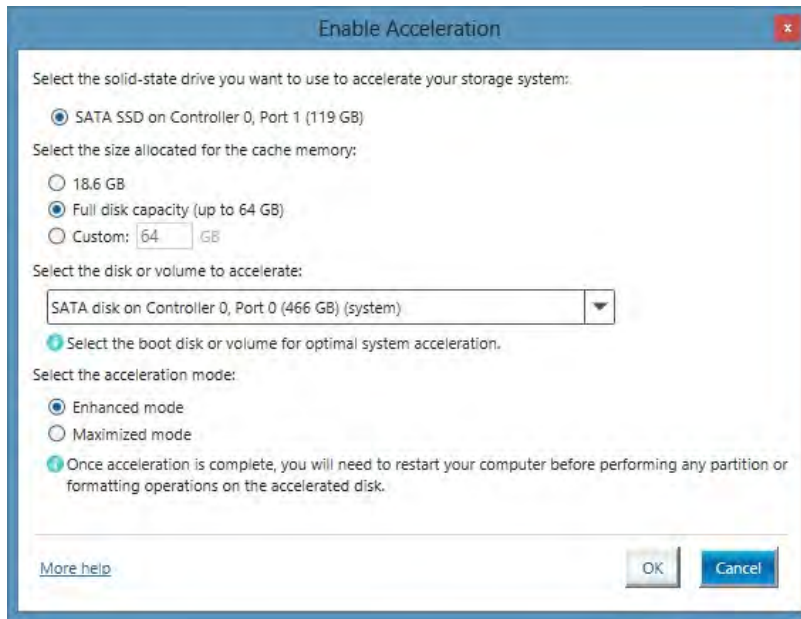 Enable Acceleration
x
Select the solid-state drive you want to use to accelerate your storage system:
SATA SSD on Controller 0, Port 1 (119 GB)
Select the size allocated for the cache memory:
18.6 GB
Full disk capacity (up to 64 GB)
Custom: 64 GB
Select the disk or volume to accelerate:
SATA disk on Controller 0, Port 0 (466 GB) (system)
Select the boot disk or volume for optimal system acceleration.
Select the acceleration mode:
Enhanced mode
Maximized mode
Once acceleration is complete, you will need to restart your computer before performing any partition or
formatting operations on the accelerated disk.
More help OK Cancel